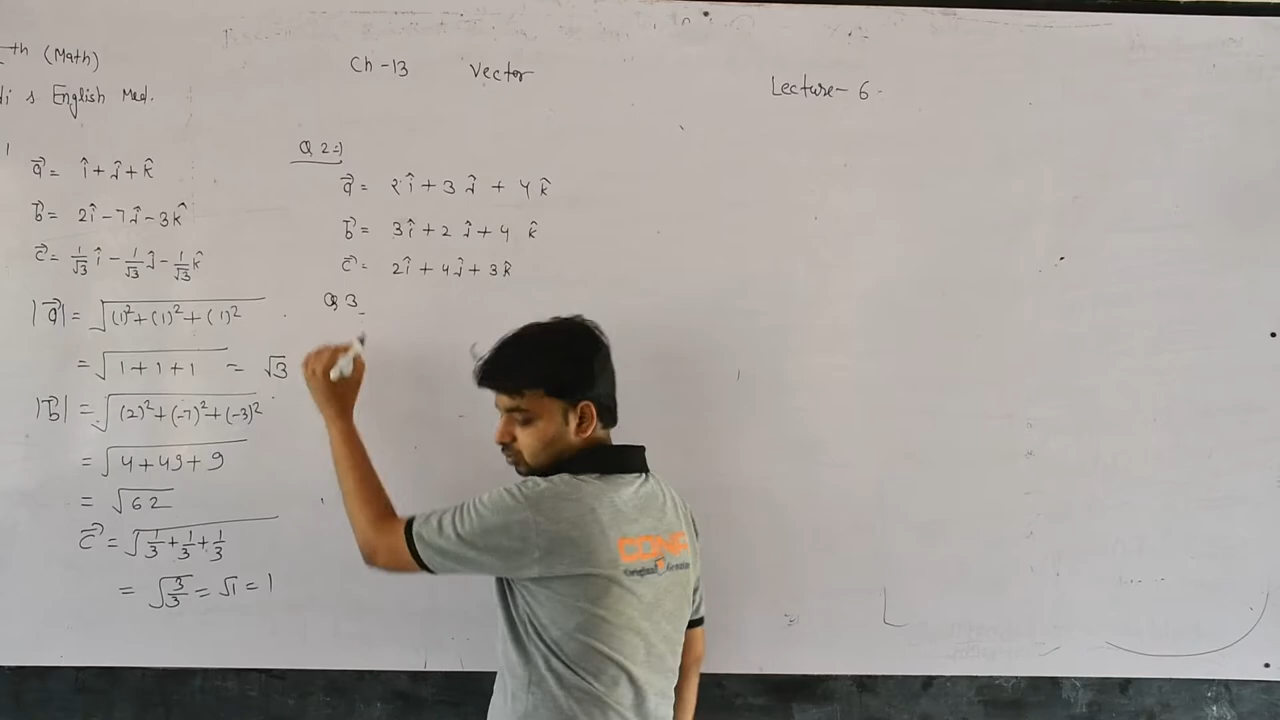 th (Math)
di & English Med.
Ch-13 Vector
Lecture-6
1
a⃗ = î + ĵ + k̂
b⃗ = 2î - 7ĵ - 3k̂
c⃗ = 1/√3 î - 1/√3 ĵ - 1/√3 k̂
|a⃗| = √(1)² + (1)² + (1)²
= √1 + 1 + 1 = √3
|b⃗| = √(2)² + (-7)² + (-3)²
= √4 + 49 + 9
= √62
c⃗ = √1/3 + 1/3 + 1/3
= √3/3 = √1 = 1
Q 2 ⇒
a⃗ = 2î + 3ĵ + 4k̂
b⃗ = 3î + 2ĵ + 4 k̂
c⃗ = 2î + 4ĵ + 3k̂
Q 3